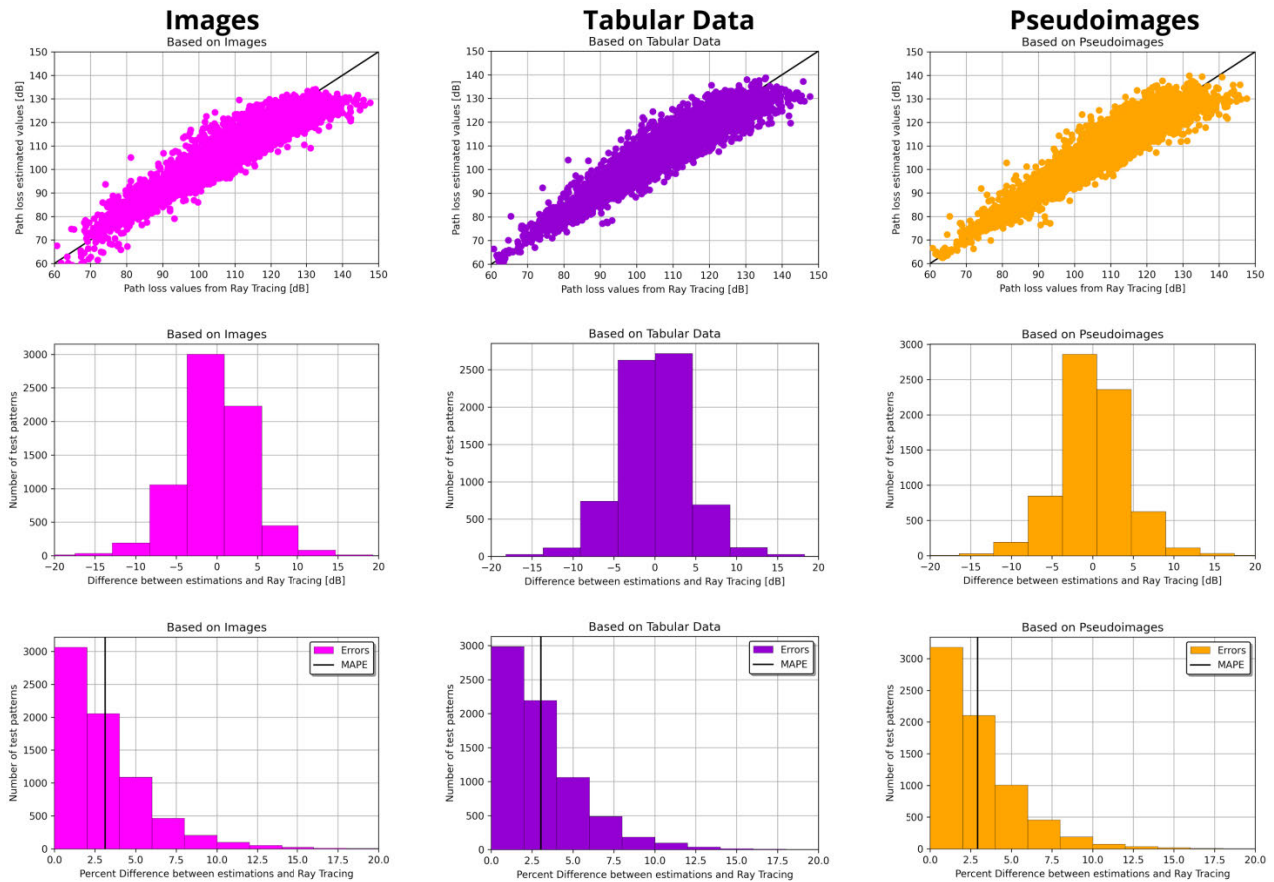 Images
Tabular Data
Pseudoimages
Based on Images
150
140
130
120
110
100
90
80
70
60
60 70 80 90 100 110 120 130 140 150
Path loss estimated values [dB]
Path loss values from Ray Tracing [dB]
Based on Tabular Data
150
140
130
120
110
100
90
80
70
60
60 70 80 90 100 110 120 130 140 150
Path loss estimated values [dB]
Path loss values from Ray Tracing [dB]
Based on Pseudoimages
150
140
130
120
110
100
90
80
70
60
60 70 80 90 100 110 120 130 140 150
Path loss estimated values [dB]
Path loss values from Ray Tracing [dB]
Based on Images
3000
2500
2000
1500
1000
500
0
−20 −15 −10 −5 0 5 10 15 20
Number of test patterns
Difference between estimations and Ray Tracing [dB]
Based on Tabular Data
2500
2000
1500
1000
500
0
−20 −15 −10 −5 0 5 10 15 20
Number of test patterns
Difference between estimations and Ray Tracing [dB]
Based on Pseudoimages
3000
2500
2000
1500
1000
500
0
−20 −15 −10 −5 0 5 10 15 20
Number of test patterns
Difference between estimations and Ray Tracing [dB]
Based on Images
Errors
MAPE
3000
2500
2000
1500
1000
500
0
0.0 2.5 5.0 7.5 10.0 12.5 15.0 17.5 20.0
Number of test patterns
Percent Difference between estimations and Ray Tracing
Based on Tabular Data
Errors
MAPE
3000
2500
2000
1500
1000
500
0
0.0 2.5 5.0 7.5 10.0 12.5 15.0 17.5 20.0
Number of test patterns
Percent Difference between estimations and Ray Tracing
Based on Pseudoimages
Errors
MAPE
3000
2500
2000
1500
1000
500
0
0.0 2.5 5.0 7.5 10.0 12.5 15.0 17.5 20.0
Number of test patterns
Percent Difference between estimations and Ray Tracing